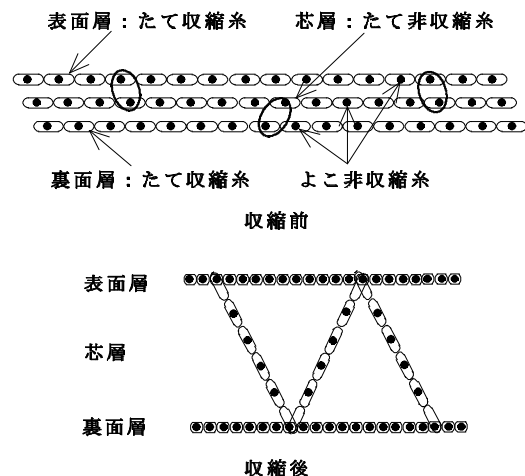 表面層：たて収縮糸
芯層：たて非収縮糸
裏面層：たて収縮糸
よこ非収縮糸
収縮前
表面層
芯層
裏面層
収縮後